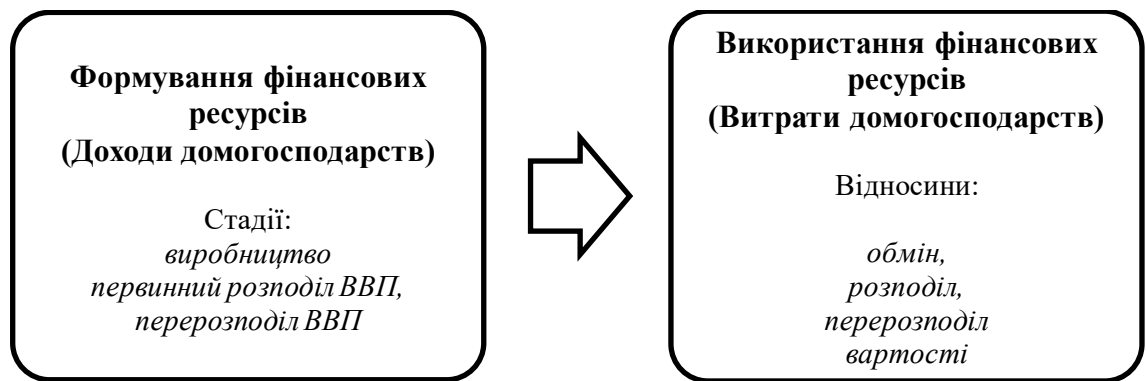 Формування фінансових
ресурсів
(Доходи домогосподарств)
Стадії:
виробництво
первинний розподіл ВВП,
перерозподіл ВВП
Використання фінансових
ресурсів
(Витрати домогосподарств)
Відносини:
обмін,
розподіл,
перерозподіл
вартості